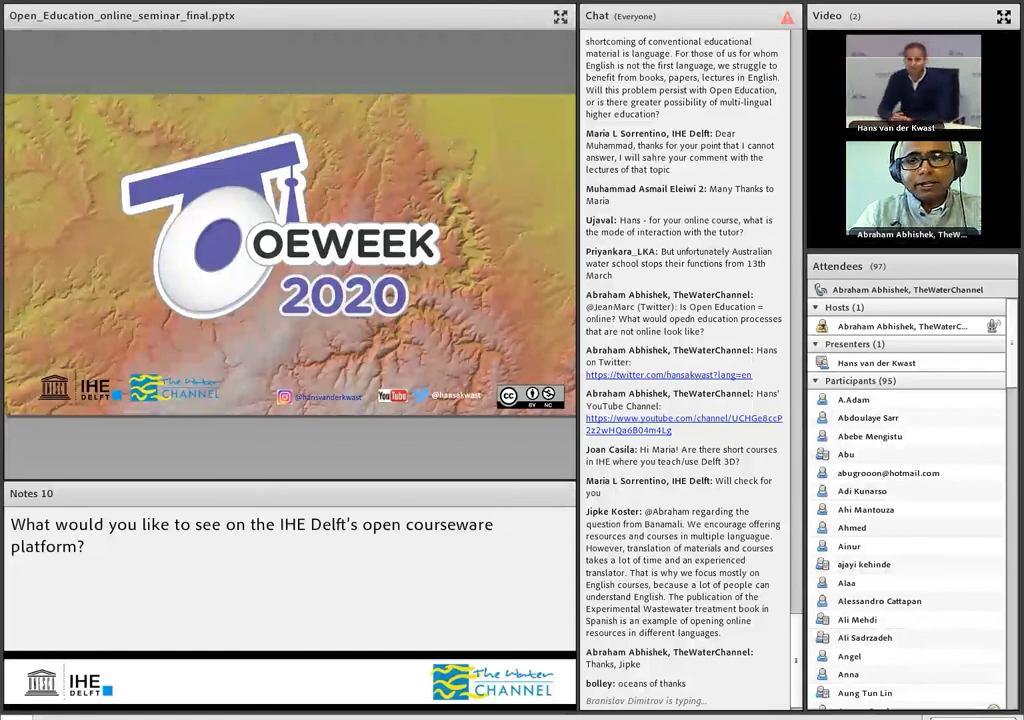 Open_Education_online_seminar_final.pptx
OEWEEK
2020
IHE
DELFT
The Water
CHANNEL
@hansvanderkwast
YouTube
@hansakwast
cc
BY NC
Notes 10
What would you like to see on the IHE Delft's open courseware
platform?
IHE
DELFT
The Water
CHANNEL
Chat (Everyone)
shortcoming of conventional educational
material is language. For those of us for whom
English is not the first language, we struggle to
benefit from books, papers, lectures in English.
Will this problem persist with Open Education,
or is there greater possibility of multi-lingual
higher education?
Maria L Sorrentino, IHE Delft: Dear
Muhammad, thanks for your point that I cannot
answer, I will sahre your comment with the
lectures of that topic
Muhammad Asmail Eleiwi 2: Many Thanks to
Maria
Ujaval: Hans - for your online course, what is
the mode of interaction with the tutor?
Priyankara_LKA: But unfortunately Australian
water school stops their functions from 13th
March
Abraham Abhishek, TheWaterChannel:
@JeanMarc (Twitter): Is Open Education =
online? What would opedn education processes
that are not online look like?
Abraham Abhishek, TheWaterChannel: Hans
on Twitter:
https://twitter.com/hansakwast?lang=en
Abraham Abhishek, TheWaterChannel: Hans'
YouTube Channel:
https://www.youtube.com/channel/UCHGe8ccP
2z2wHQa6B04m4Lg
Joan Casila: Hi Maria! Are there short courses
in IHE where you teach/use Delft 3D?
Maria L Sorrentino, IHE Delft: Will check for
you
Jipke Koster: @Abraham regarding the
question from Banamali. We encourage offering
resources and courses in multiple languague.
However, translation of materials and courses
takes a lot of time and an experienced
translator. That is why we focus mostly on
English courses, because a lot of people can
understand English. The publication of the
Experimental Wastewater treatment book in
Spanish is an example of opening online
resources in different languages.
Abraham Abhishek, TheWaterChannel:
Thanks, Jipke
bolley: oceans of thanks
Branislav Dimitrov is typing...
Video (2)
Hans van der Kwast
Abraham Abhishek, TheW...
Attendees (97)
Abraham Abhishek, TheWaterChannel
Hosts (1)
Abraham Abhishek, TheWaterC...
Presenters (1)
Hans van der Kwast
Participants (95)
A.Adam
Abdoulaye Sarr
Abebe Mengistu
Abu
abugrooon@hotmail.com
Adi Kunarso
Ahi Mantouza
Ahmed
Ainur
ajayi kehinde
Alaa
Alessandro Cattapan
Ali Mehdi
Ali Sadrzadeh
Angel
Anna
Aung Tun Lin